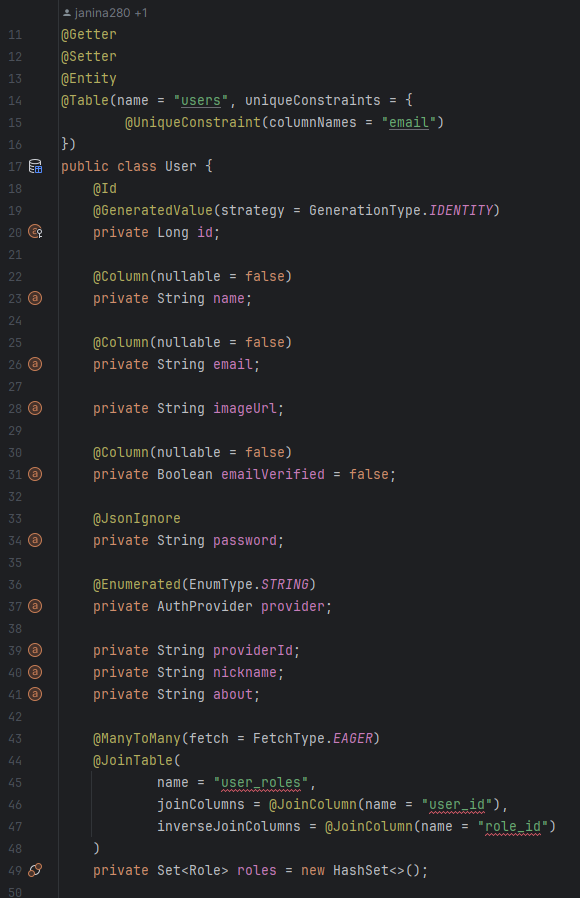 janina280 +1
11 @Getter
12 @Setter
13 @Entity
14 @Table(name = "users", uniqueConstraints = {
15         @UniqueConstraint(columnNames = "email")
16 })
17 public class User {
18     @Id
19     @GeneratedValue(strategy = GenerationType.IDENTITY)
20     private Long id;
21
22     @Column(nullable = false)
23     private String name;
24
25     @Column(nullable = false)
26     private String email;
27
28     private String imageUrl;
29
30     @Column(nullable = false)
31     private Boolean emailVerified = false;
32
33     @JsonIgnore
34     private String password;
35
36     @Enumerated(EnumType.STRING)
37     private AuthProvider provider;
38
39     private String providerId;
40     private String nickname;
41     private String about;
42
43     @ManyToMany(fetch = FetchType.EAGER)
44     @JoinTable(
45             name = "user_roles",
46             joinColumns = @JoinColumn(name = "user_id"),
47             inverseJoinColumns = @JoinColumn(name = "role_id")
48     )
49     private Set<Role> roles = new HashSet<>();
50